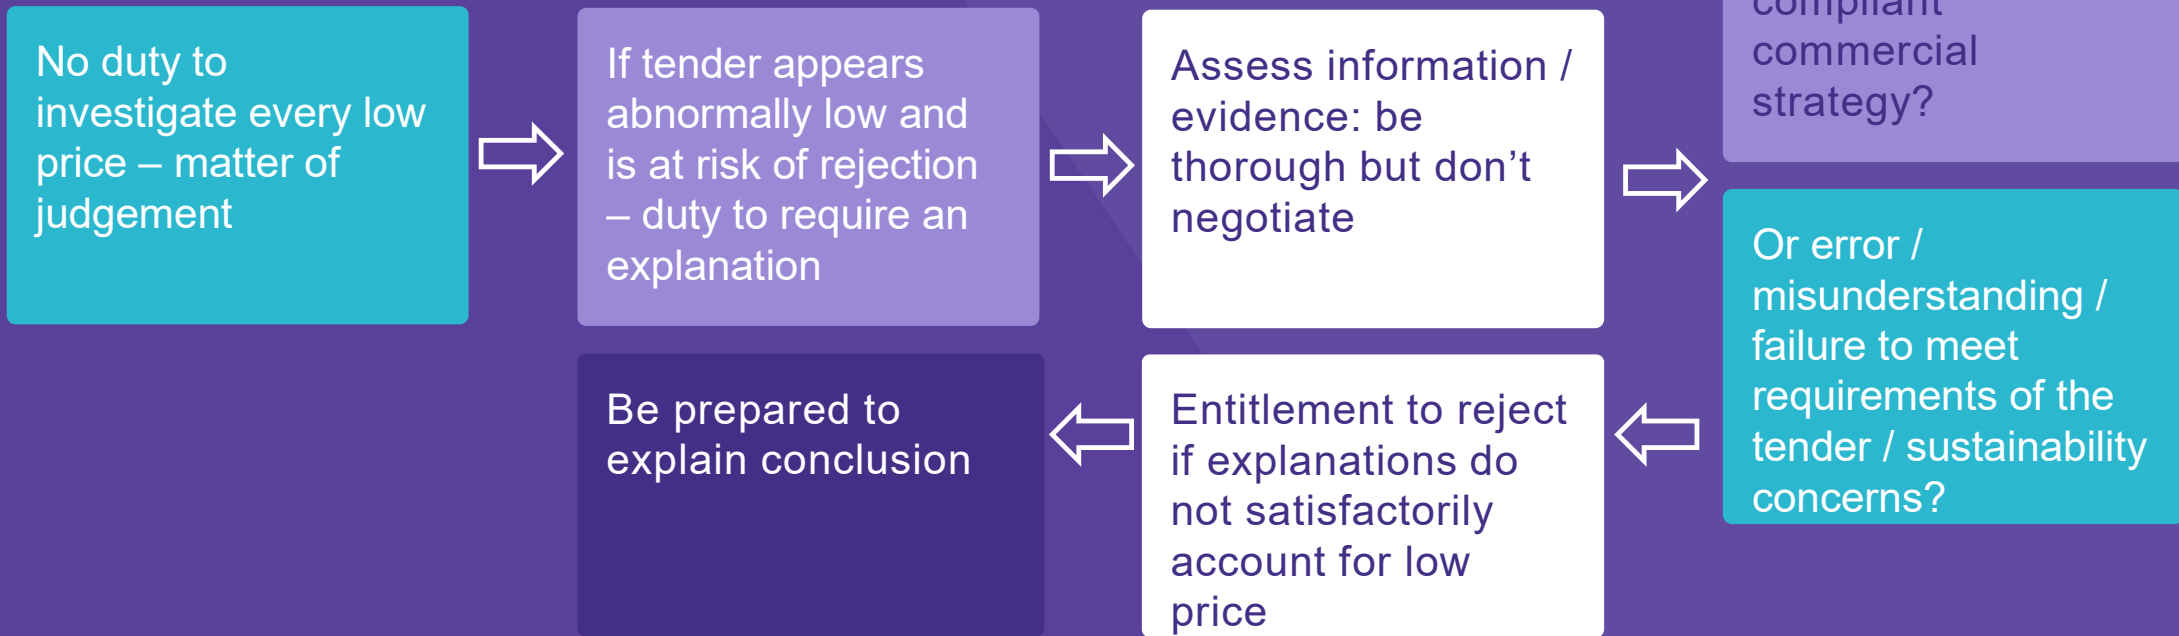 No duty to
investigate every low
price – matter of
judgement
If tender appears
abnormally low and
is at risk of rejection
– duty to require an
explanation
Assess information /
evidence: be
thorough but don’t
negotiate
compliant
commercial
strategy?
Or error /
misunderstanding /
failure to meet
requirements of the
tender / sustainability
concerns?
Entitlement to reject
if explanations do
not satisfactorily
account for low
price
Be prepared to
explain conclusion